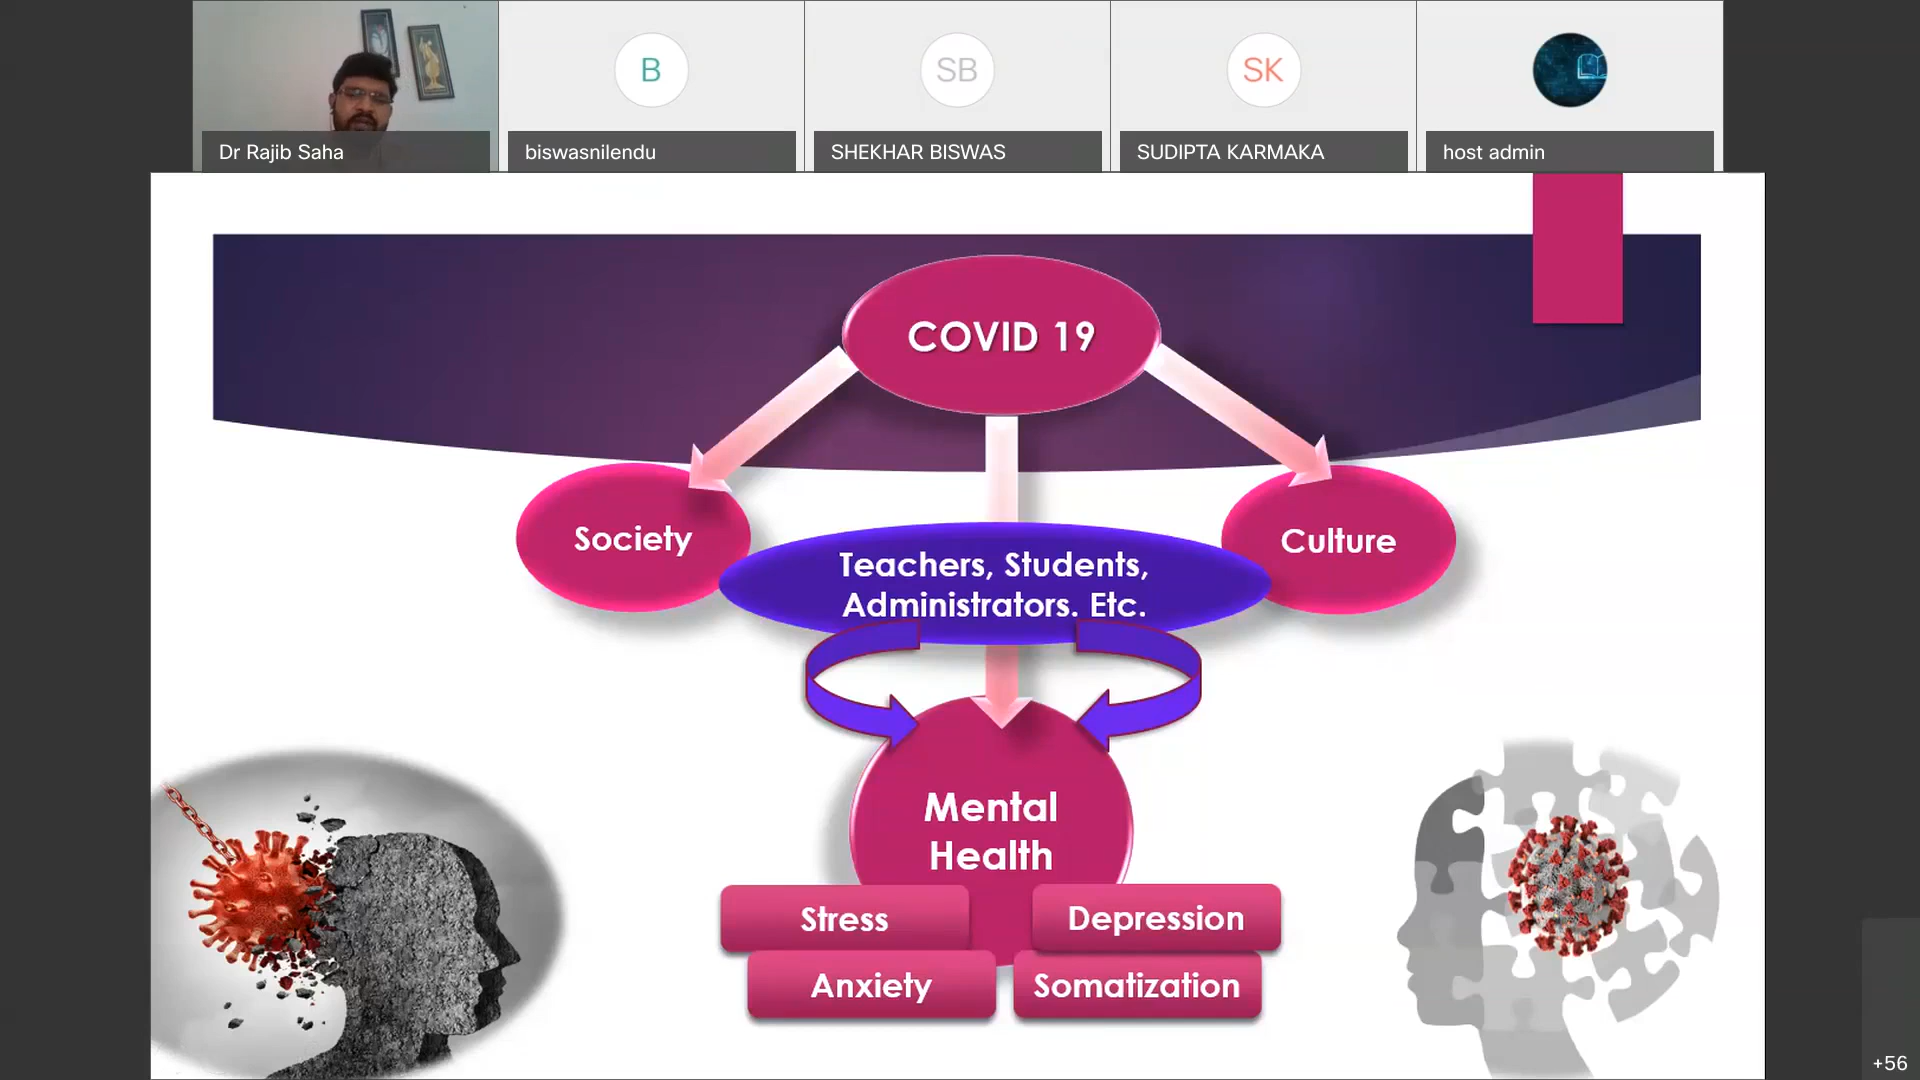 B
SB
SK
Dr Rajib Saha
biswasnilendu
SHEKHAR BISWAS
SUDIPTA KARMAKA
host admin
COVID 19
Society
Culture
Teachers, Students,
Administrators. Etc.
Mental
Health
Stress
Depression
Anxiety
Somatization
+56